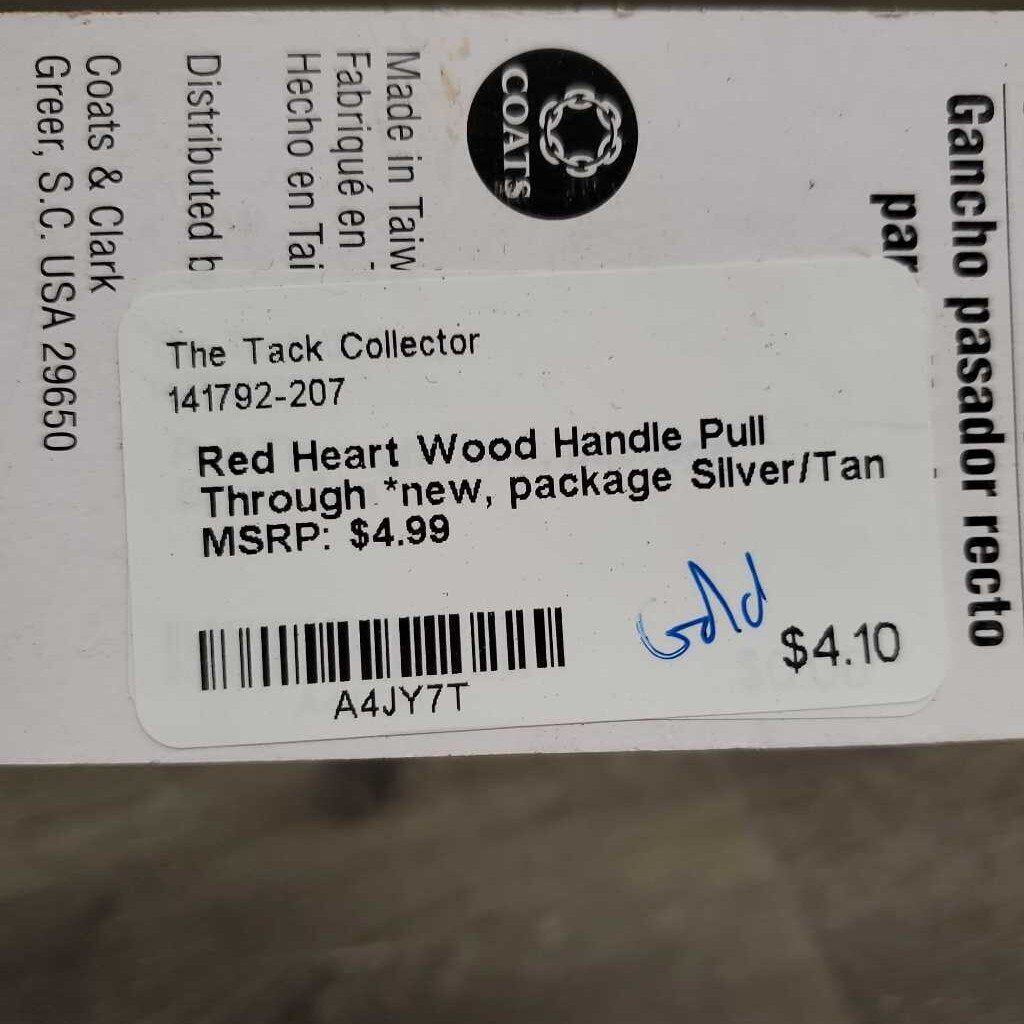 The Tack Collector
141792-207
Red Heart Wood Handle Pull
Through *new, package Silver/Tan
MSRP: $4.99
Gold
$4.10
A4JY7T
Gancho pasador recto
par
COATS
Made in Taiw
Fabriqué en T
Hecho en Tai
Distributed b
Coats & Clark
Greer, S.C. USA 29650